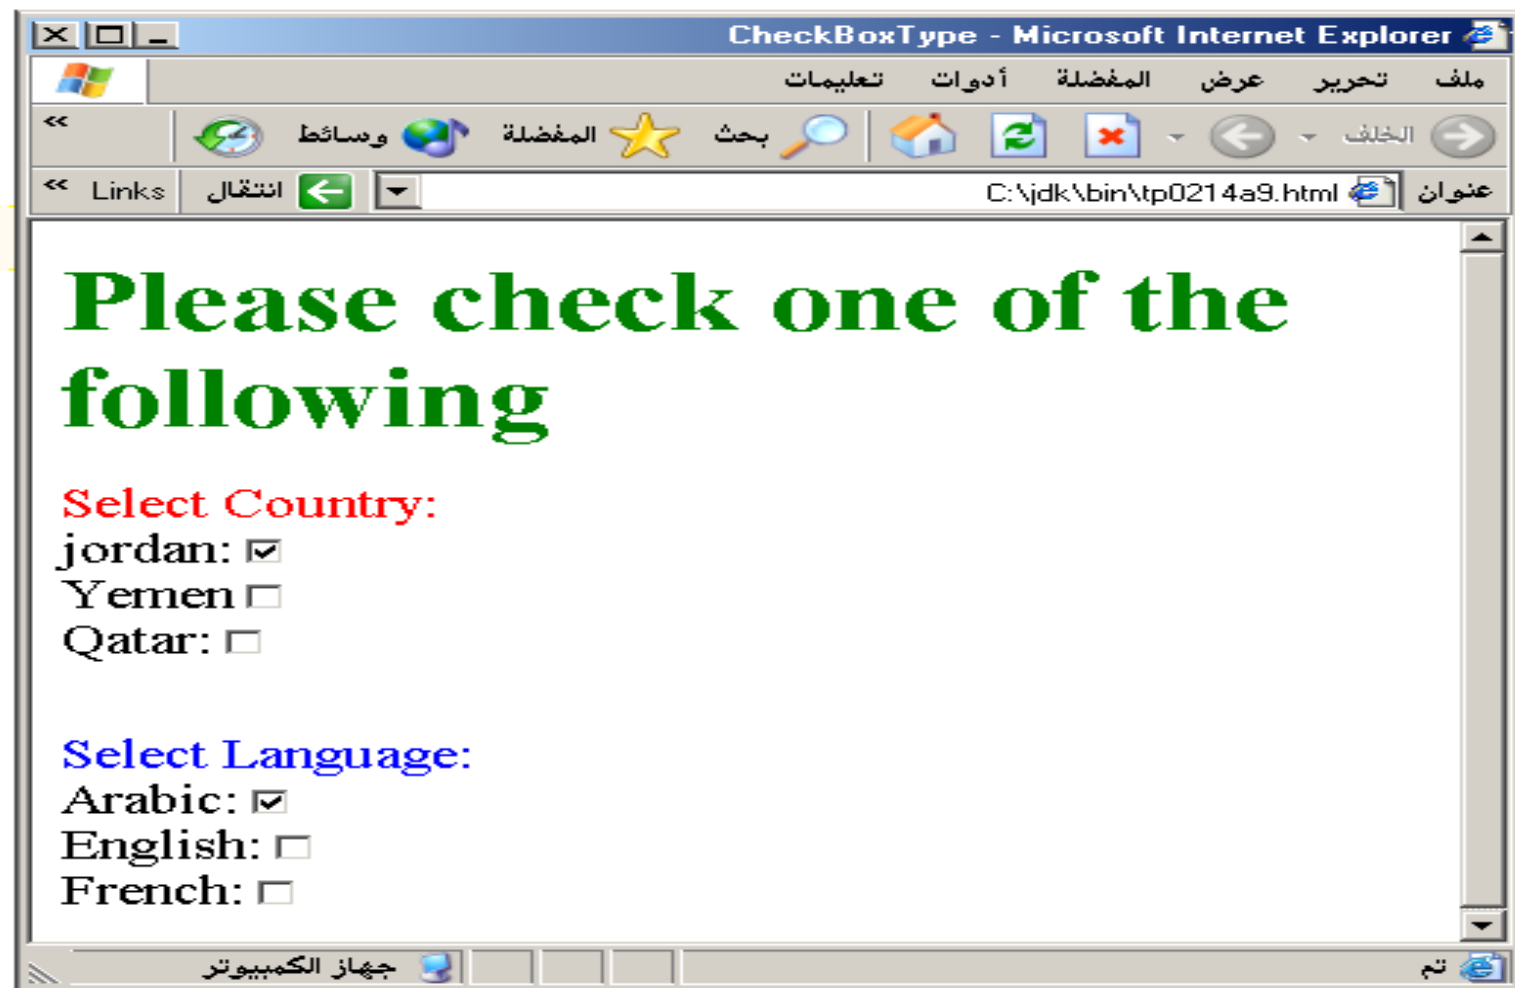 CheckBoxType - Microsoft Internet Explorer
ملف تحرير عرض المفضلة أدوات تعليمات
الخلف بحث المفضلة وسائط »
عنوان C:\jdk\bin\tp0214a9.html انتقال Links »
Please check one of the
following
Select Country:
jordan:
Yemen
Qatar:
Select Language:
Arabic:
English:
French:
تم جهاز الكمبيوتر